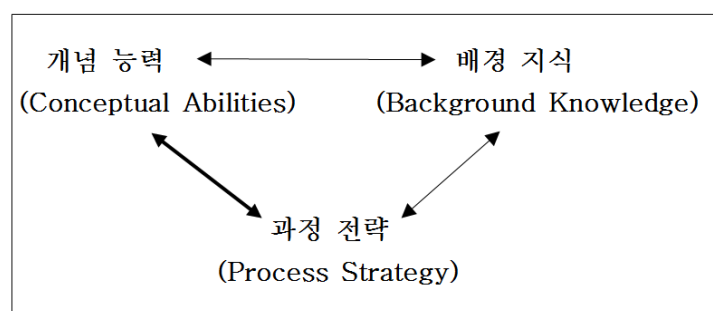 개념 능력 배경 지식
(Conceptual Abilities) (Background Knowledge)
과정 전략
(Process Strategy)